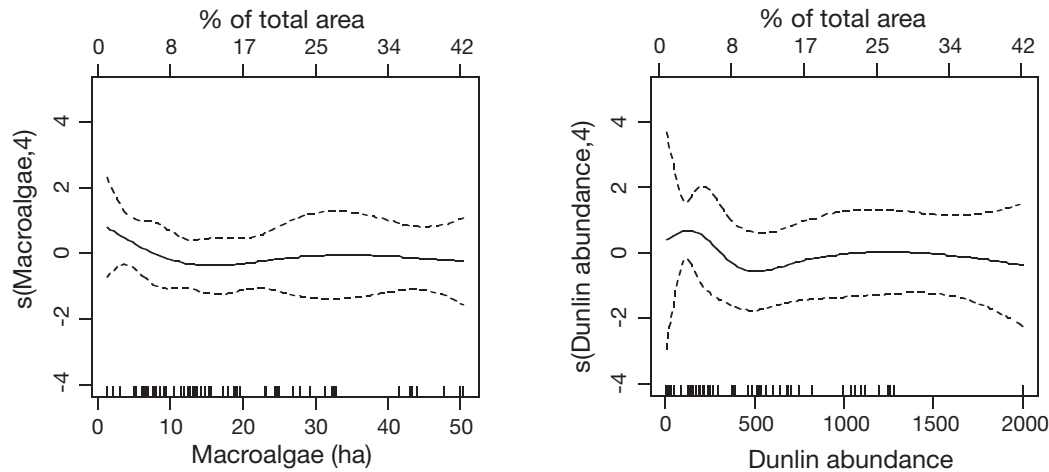 % of total area
0 8 17 25 34 42
s(Macroalgae,4)
4
2
0
-2
-4
0 10 20 30 40 50
Macroalgae (ha)
% of total area
0 8 17 25 34 42
s(Dunlin abundance,4)
4
2
0
-2
-4
0 500 1000 1500 2000
Dunlin abundance